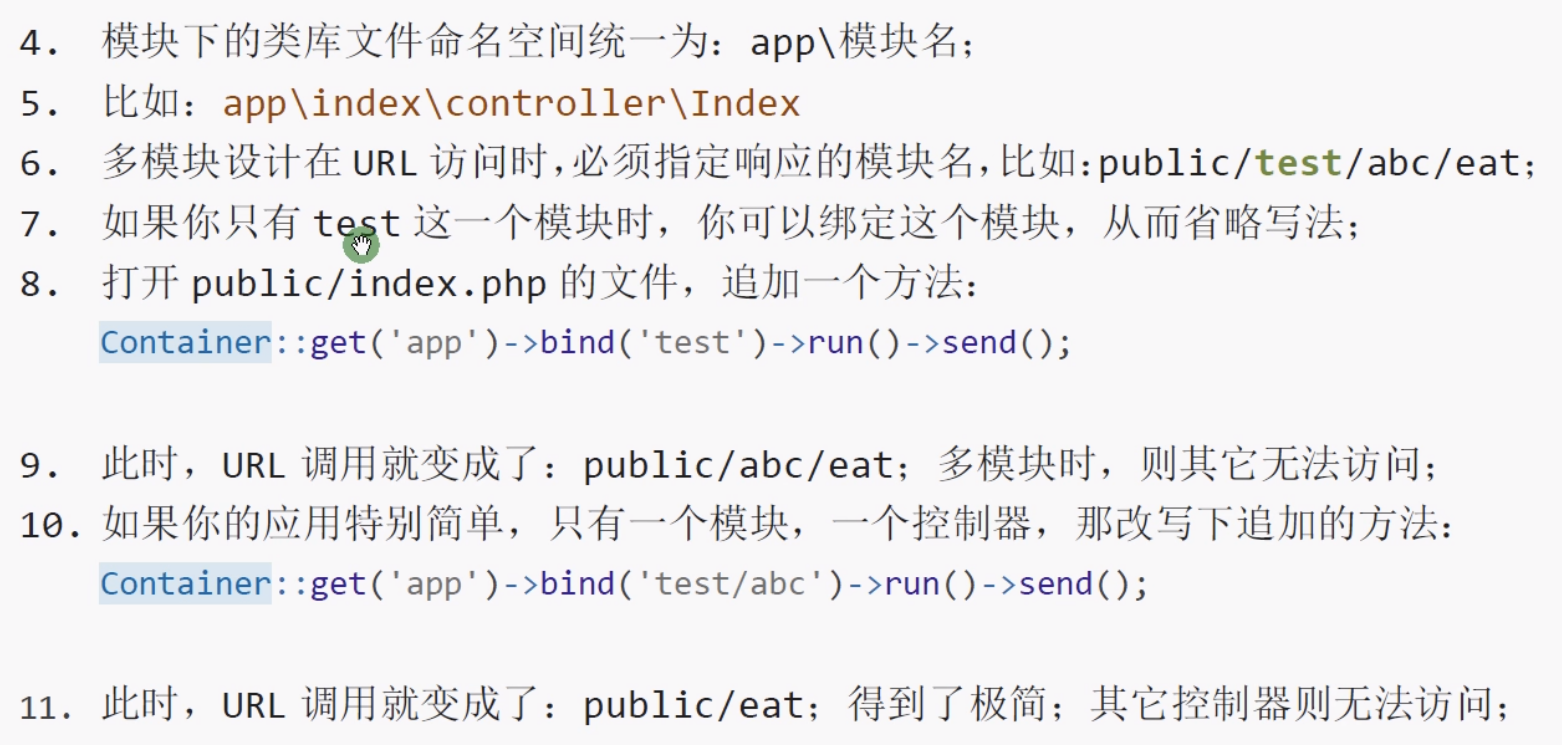 4. 模块下的类库文件命名空间统一为：app\模块名；
5. 比如：app\index\controller\Index
6. 多模块设计在 URL 访问时，必须指定响应的模块名，比如：public/test/abc/eat；
7. 如果你只有 test 这一个模块时，你可以绑定这个模块，从而省略写法；
8. 打开 public/index.php 的文件，追加一个方法：
Container::get('app')->bind('test')->run()->send();
9. 此时，URL 调用就变成了：public/abc/eat；多模块时，则其它无法访问；
10. 如果你的应用特别简单，只有一个模块，一个控制器，那改写下追加的方法：
Container::get('app')->bind('test/abc')->run()->send();
11. 此时，URL 调用就变成了：public/eat；得到了极简；其它控制器则无法访问；